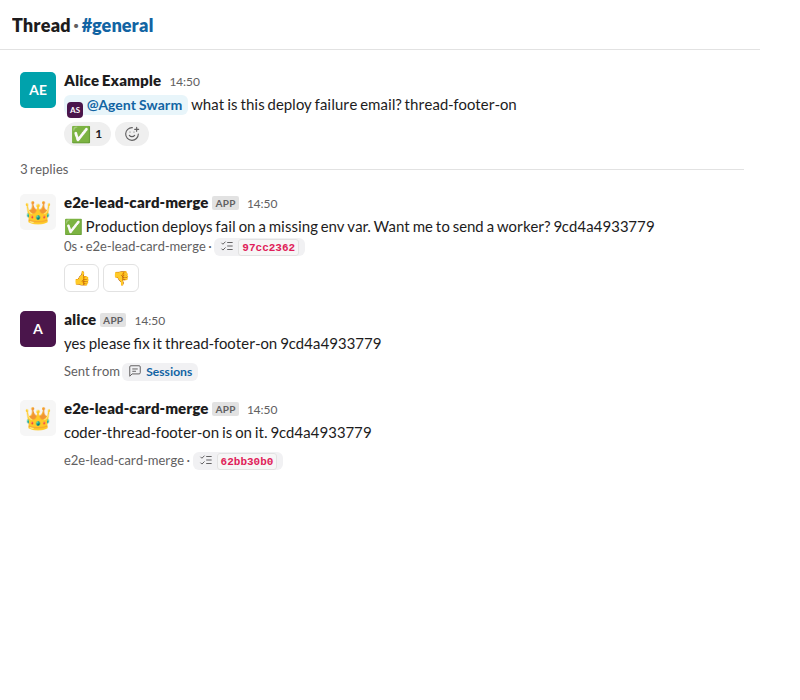 Thread • #general
AE
Alice Example 14:50
AS @Agent Swarm what is this deploy failure email? thread-footer-on
✅ 1
3 replies
e2e-lead-card-merge APP 14:50
✅ Production deploys fail on a missing env var. Want me to send a worker? 9cd4a4933779
0s · e2e-lead-card-merge · 97cc2362
👍 👎
A
alice APP 14:50
yes please fix it thread-footer-on 9cd4a4933779
Sent from Sessions
e2e-lead-card-merge APP 14:50
coder-thread-footer-on is on it. 9cd4a4933779
e2e-lead-card-merge · 62bb30b0